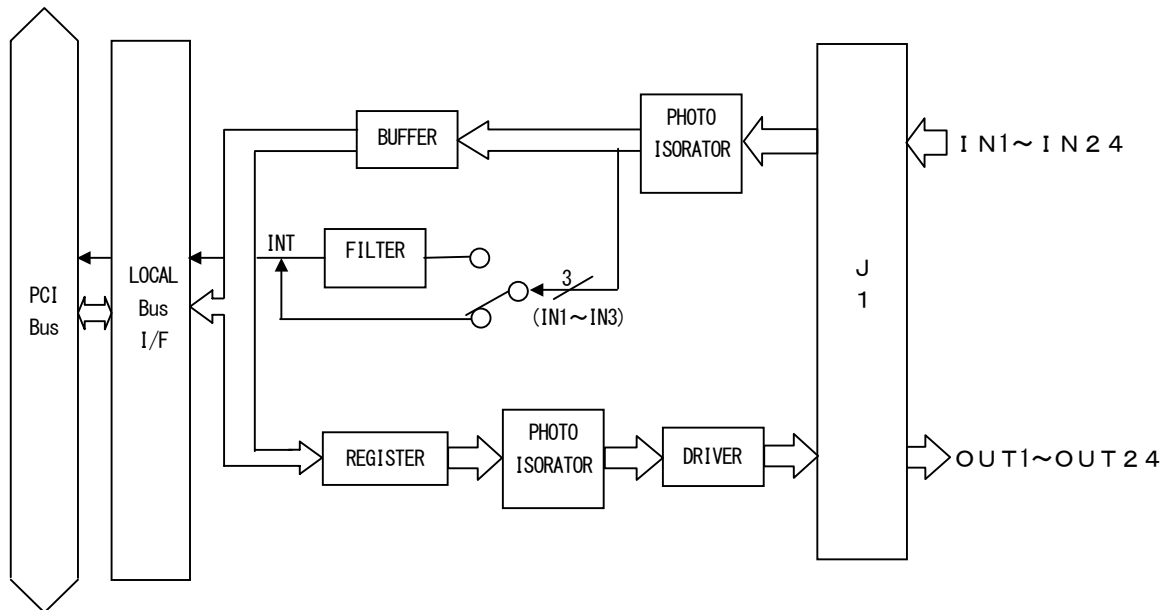 PCI
Bus
LOCAL
Bus
I/F
BUFFER
PHOTO
ISORATOR
J
1
IN1～IN24
INT
FILTER
3
(IN1～IN3)
REGISTER
PHOTO
ISORATOR
DRIVER
OUT1～OUT24